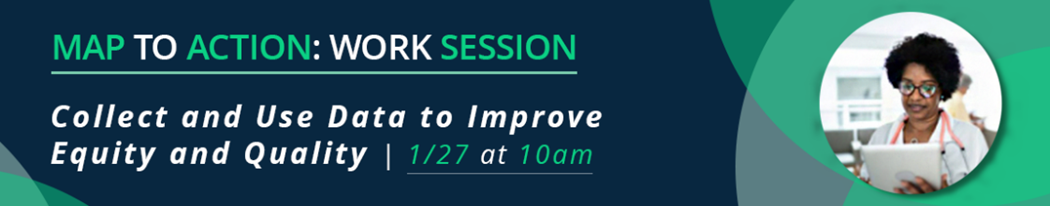 MAP TO ACTION: WORK SESSION
Collect and Use Data to Improve
Equity and Quality | 1/27 at 10am